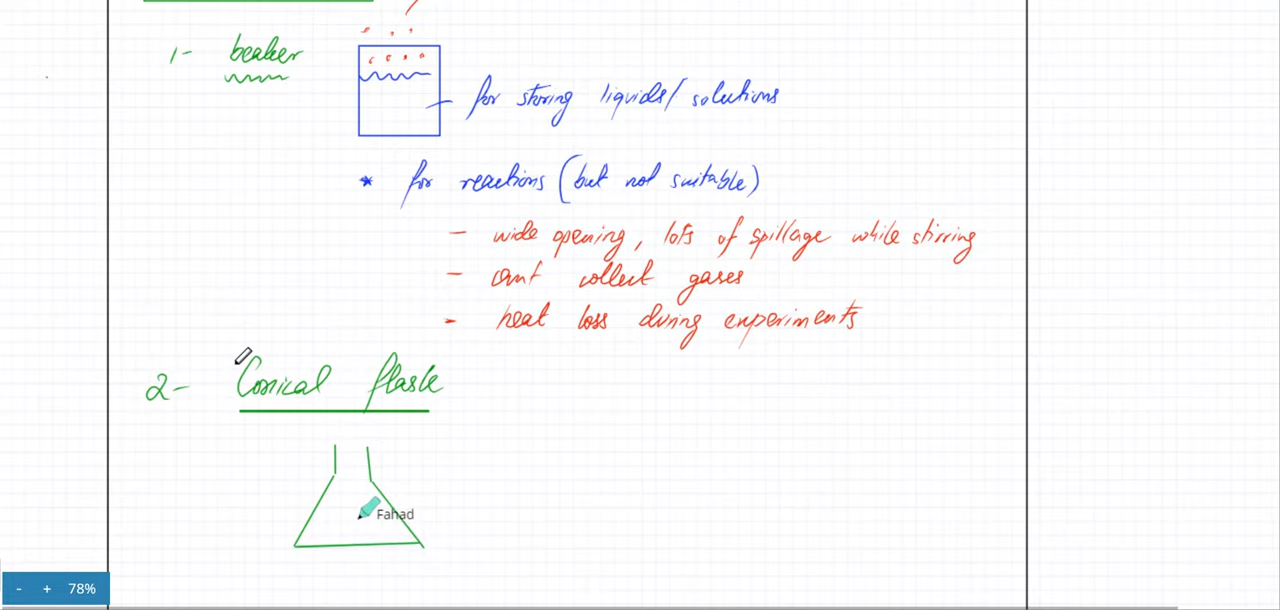 1- beaker
for storing liquids/ solutions
* for reactions (but not suitable)
- wide opening, lots of spillage while stirring
- cant collect gases
- heat loss during experiments
2- Conical flask
Fahad
- + 78%